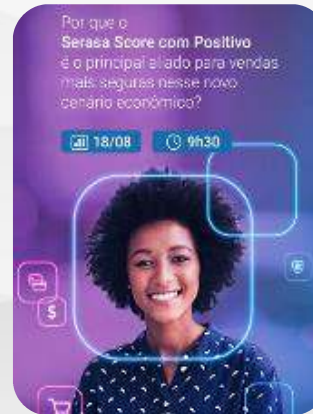 Por que o
Serasa Score com Positivo
é o principal aliado para vendas
mais seguras nesse novo
cenário econômico?
18/08 9h30
$